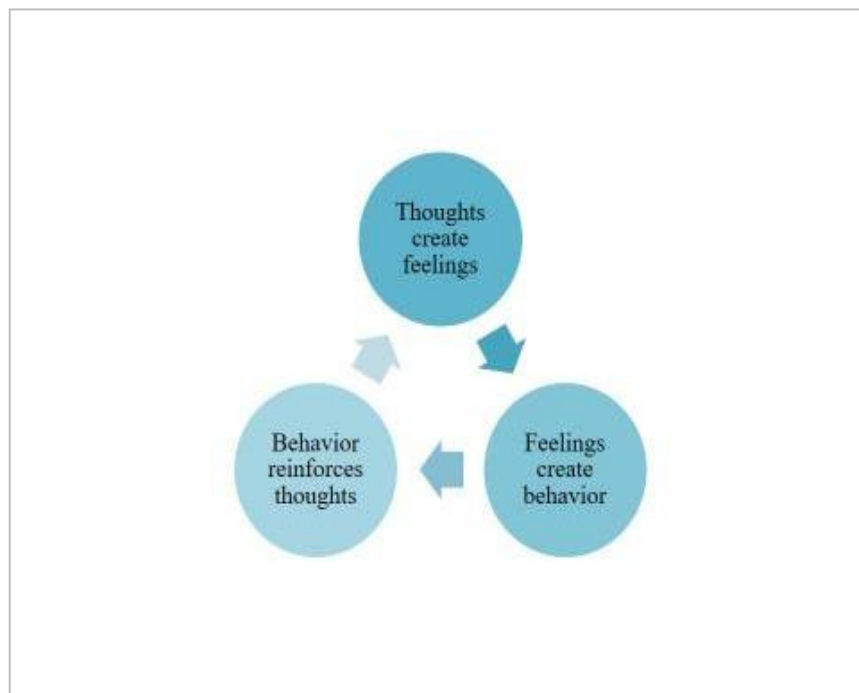 Thoughts
create
feelings
Feelings
create
behavior
Behavior
reinforces
thoughts